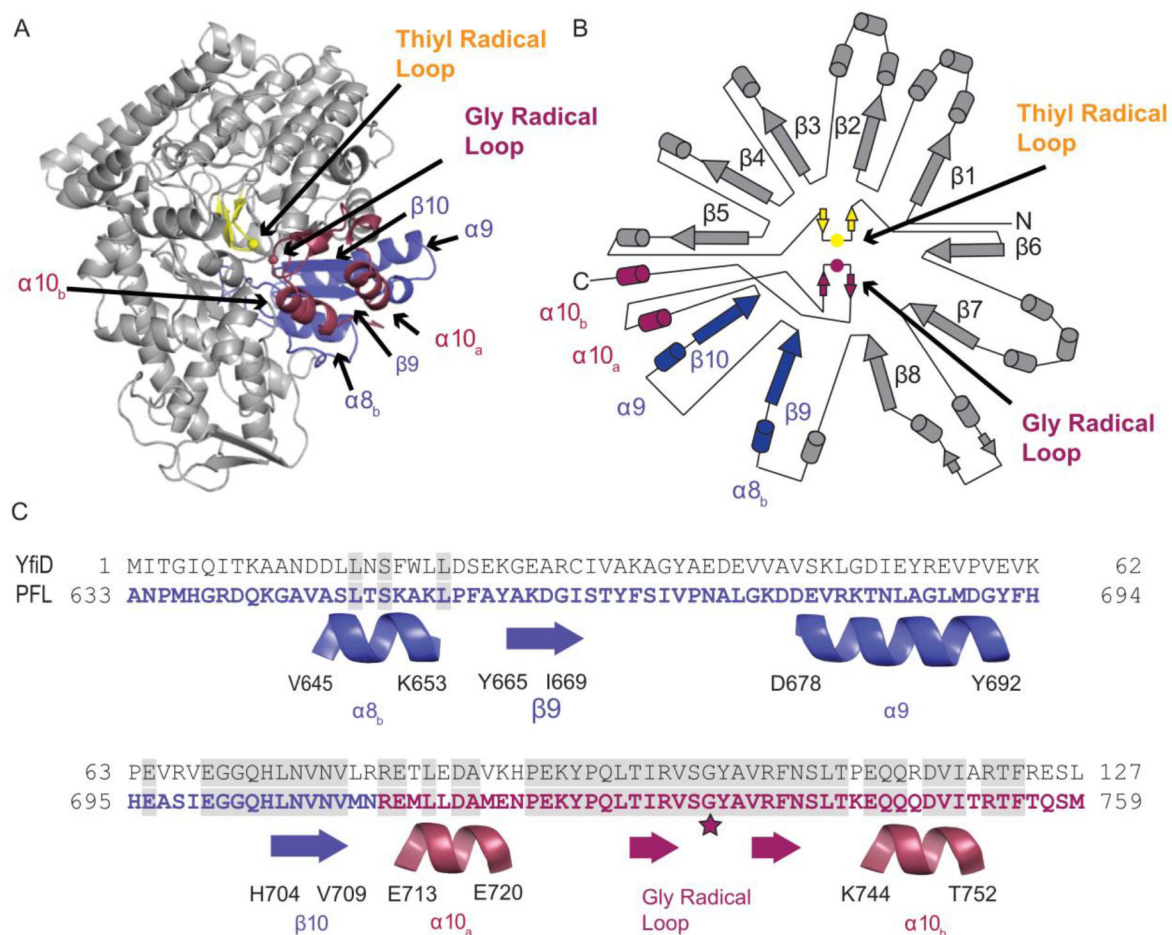 A
Thiyl Radical
Loop
Gly Radical
Loop
β10
α9
α10b
β9
α10a
α8b
B
Thiyl Radical
Loop
β3
β2
β4
β1
β5
N
β6
C
α10b
α10a
β10
β7
α9
β9
β8
α8b
Gly Radical
Loop
C
YfiD 1 MITGIQITKAANDDLLNSFWLLDSEKGEARCIVAKAGYAEDEVVAVSKLGDIEYREVPVEVK 62
PFL 633 ANPMHGRDQKGAVASLTSKAKLPFAYAKDGISTYFSIVPNALGKDDEVRKTNLAGLMDGYFH 694
V645 K653 Y665 I669 D678 Y692
α8b β9 α9
63 PEVRVEGGQHLNVNVLRRETLEDAVKHPEKYPQLTIRVSGYAVRFNSLTPEQQRDVIARTFRESL 127
695 HEASIEGGQHLNVNVMNREMLLDAMENPEKYPQLTIRVSGYAVRFNSLTKEQQQDVITRTFTQSM 759
H704 V709 E713 E720 Gly Radical K744 T752
β10 α10a Loop α10b